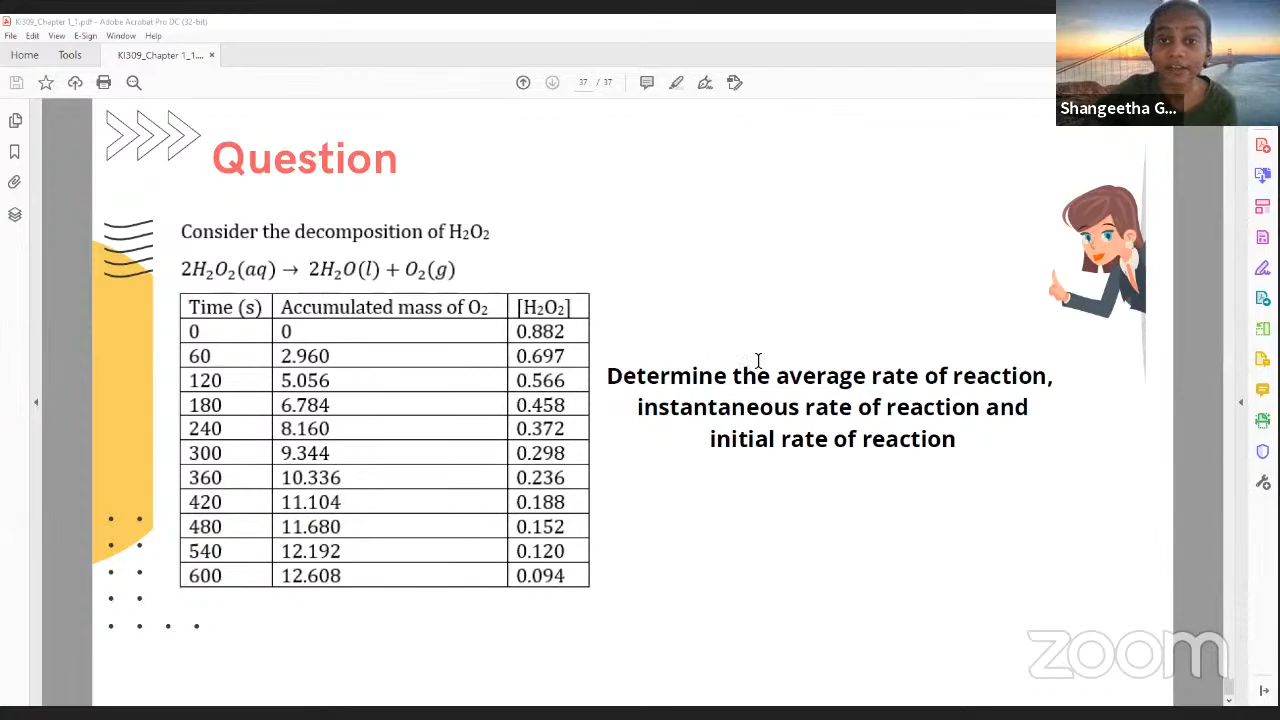 KI309_Chapter 1_1.pdf - Adobe Acrobat Pro DC (32-bit)
File Edit View E-Sign Window Help
Home Tools KI309_Chapter 1_1.... ×
37 / 37
Shangeetha G...
Question
Consider the decomposition of H₂O₂
2H₂O₂(aq) → 2H₂O(l) + O₂(g)
Time (s) Accumulated mass of O₂ [H₂O₂]
0 0 0.882
60 2.960 0.697
120 5.056 0.566
180 6.784 0.458
240 8.160 0.372
300 9.344 0.298
360 10.336 0.236
420 11.104 0.188
480 11.680 0.152
540 12.192 0.120
600 12.608 0.094
Determine the average rate of reaction,
instantaneous rate of reaction and
initial rate of reaction
zoom